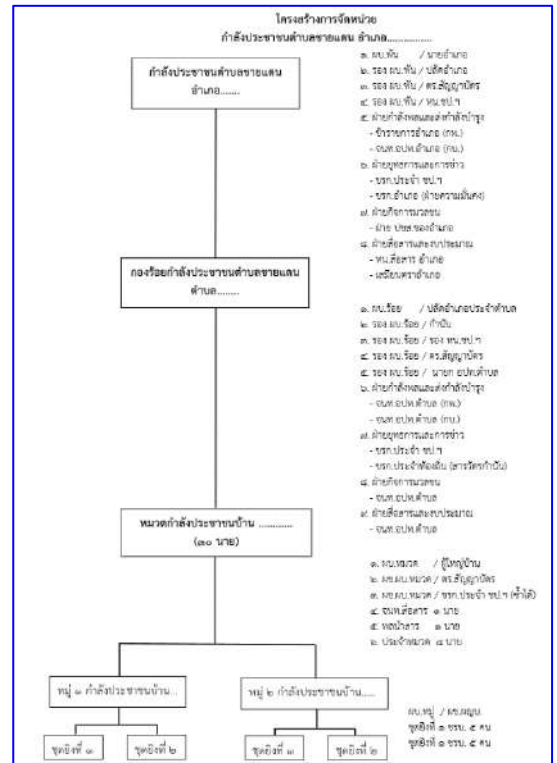 โครงสร้างการจัดหน่วย
กำลังประชาชนตำบลชายแดน อำเภอ................
กำลังประชาชนตำบลชายแดน
อำเภอ.......
๑. ผบ.พัน / นายอำเภอ
๒. รอง ผบ.พัน / ปลัดอำเภอ
๓. รอง ผบ.พัน / ตร.สัญญาบัตร
๔. รอง ผบ.พัน / หน.ชป.ฯ
๕. ฝ่ายกำลังพลและส่งกำลังบำรุง
- ข้าราชการอำเภอ (กพ.)
- จนท.อปท.อำเภอ (กบ.)
๖. ฝ่ายยุทธการและการข่าว
- บรก.ประจำ ชป.ฯ
- บรก.อำเภอ (ฝ่ายความมั่นคง)
๗. ฝ่ายกิจการมวลชน
- ฝ่าย ปชส.ของอำเภอ
๘. ฝ่ายสื่อสารและงบประมาณ
- หน.สื่อสาร อำเภอ
- เสมียนตราอำเภอ
กองร้อยกำลังประชาชนตำบลชายแดน
ตำบล........
๑. ผบ.ร้อย / ปลัดอำเภอประจำตำบล
๒. รอง ผบ.ร้อย / กำนัน
๓. รอง ผบ.ร้อย / รอง หน.ชป.ฯ
๔. รอง ผบ.ร้อย / ตร.สัญญาบัตร
๕. รอง ผบ.ร้อย / นายก อปท.ตำบล
๖. ฝ่ายกำลังพลและส่งกำลังบำรุง
- จนท.อปท.ตำบล (กพ.)
- จนท.อปท.ตำบล (กบ.)
๗. ฝ่ายยุทธการและการข่าว
- บรก.ประจำ ชป.ฯ
- บรก.ประจำท้องถิ่น (สารวัตรกำนัน)
๘. ฝ่ายกิจการมวลชน
- จนท.อปท.ตำบล
๙. ฝ่ายสื่อสารและงบประมาณ
- จนท.อปท.ตำบล
หมวดกำลังประชาชนบ้าน ............
(๓๐ นาย)
๑. ผบ.หมวด / ผู้ใหญ่บ้าน
๒. ผช.ผบ.หมวด / ตร.สัญญาบัตร
๓. ผช.ผบ.หมวด / ชรก.ประจำ ชป.ฯ (ซ้ำได้)
๔. จนท.สื่อสาร ๑ นาย
๕. พลนำสาร ๑ นาย
๖. ประจำหมวด ๘ นาย
หมู่ ๑ กำลังประชาชนบ้าน...
หมู่ ๒ กำลังประชาชนบ้าน.....
ผบ.หมู่ / ผช.ผญบ.
ชุดยิงที่ ๑ ชรบ. ๕ คน
ชุดยิงที่ ๑ ชรบ. ๕ คน
ชุดยิงที่ ๑
ชุดยิงที่ ๒
ชุดยิงที่ ๑
ชุดยิงที่ ๒